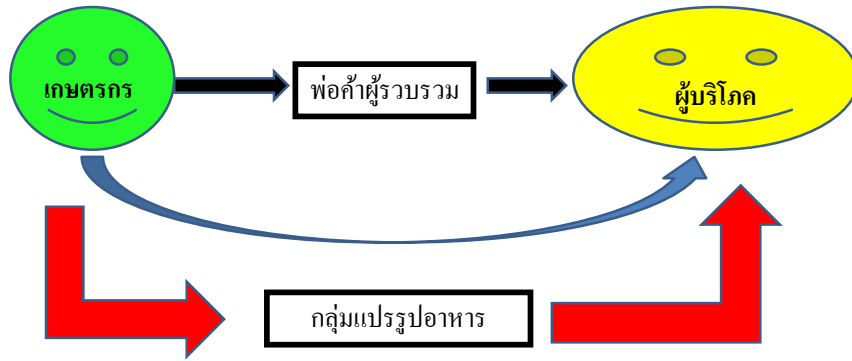 เกษตรกร
พ่อค้าผู้รวบรวม
ผู้บริโภค
กลุ่มแปรรูปอาหาร